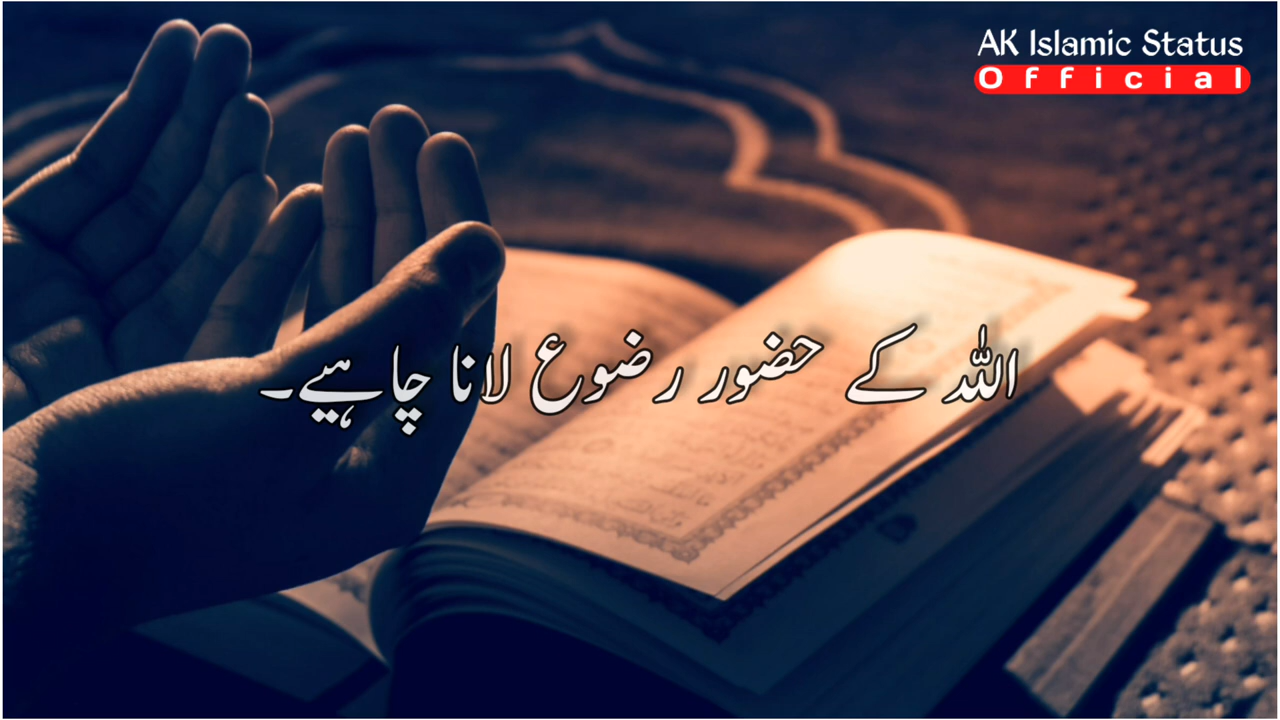 AK Islamic Status
Official
اللہ کے حضور رضوع لانا چاہیے۔